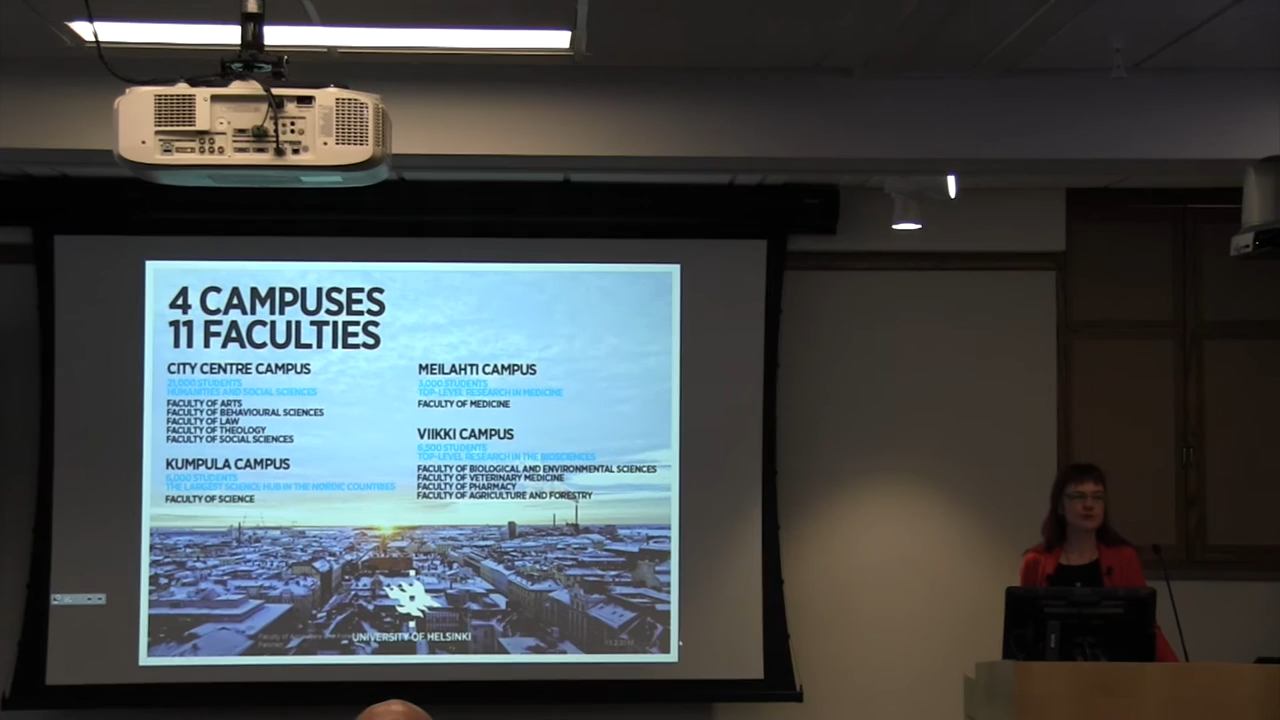 4 CAMPUSES
11 FACULTIES
CITY CENTRE CAMPUS
21,000 STUDENTS
HUMANITIES AND SOCIAL SCIENCES
FACULTY OF ARTS
FACULTY OF BEHAVIOURAL SCIENCES
FACULTY OF LAW
FACULTY OF THEOLOGY
FACULTY OF SOCIAL SCIENCES
KUMPULA CAMPUS
6,000 STUDENTS
THE LARGEST SCIENCE HUB IN THE NORDIC COUNTRIES
FACULTY OF SCIENCE
MEILAHTI CAMPUS
3,000 STUDENTS
TOP-LEVEL RESEARCH IN MEDICINE
FACULTY OF MEDICINE
VIIKKI CAMPUS
6,500 STUDENTS
TOP-LEVEL RESEARCH IN THE BIOSCIENCES
FACULTY OF BIOLOGICAL AND ENVIRONMENTAL SCIENCES
FACULTY OF VETERINARY MEDICINE
FACULTY OF PHARMACY
FACULTY OF AGRICULTURE AND FORESTRY
Faculty of
UNIVERSITY OF HELSINKI